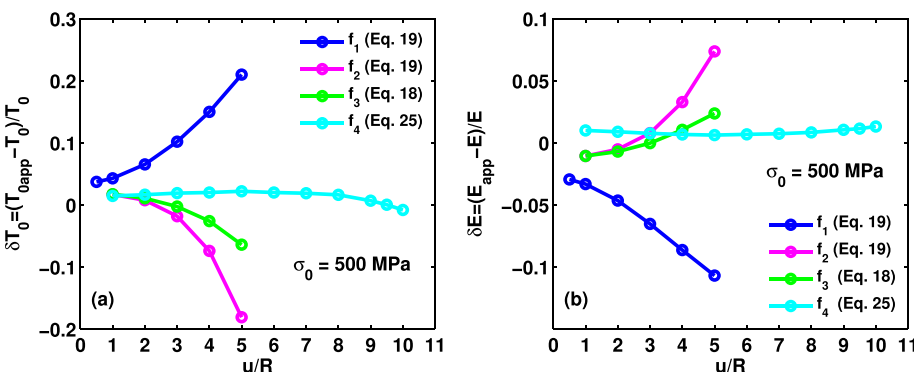 0.3
0.2
0.1
0
−0.1
−0.2
δT0=(T0app−T0)/T0
f1 (Eq. 19)
f2 (Eq. 19)
f3 (Eq. 18)
f4 (Eq. 25)
σ0 = 500 MPa
(a)
0 1 2 3 4 5 6 7 8 9 10 11
u/R
0.1
0.05
0
−0.05
−0.1
δE=(Eapp−E)/E
σ0 = 500 MPa
f1 (Eq. 19)
f2 (Eq. 19)
f3 (Eq. 18)
f4 (Eq. 25)
(b)
0 1 2 3 4 5 6 7 8 9 10 11
u/R